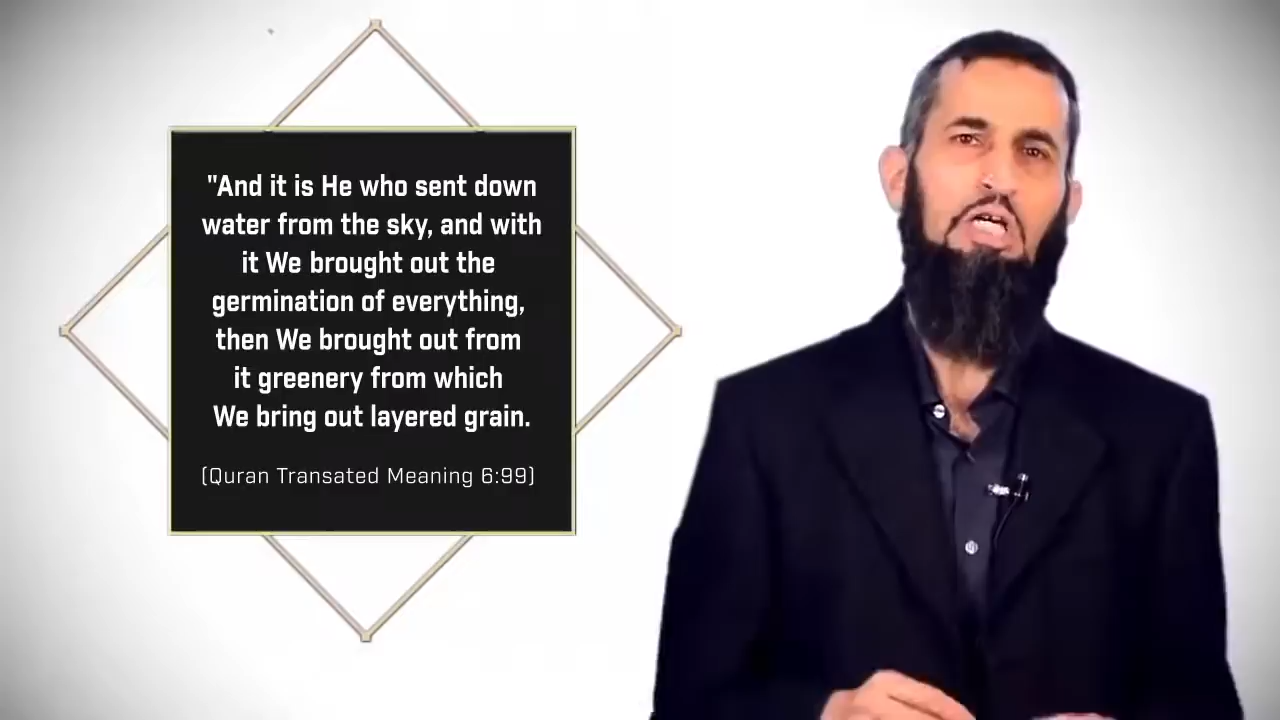 "And it is He who sent down
water from the sky, and with
it We brought out the
germination of everything,
then We brought out from
it greenery from which
We bring out layered grain.
(Quran Transated Meaning 6:99)